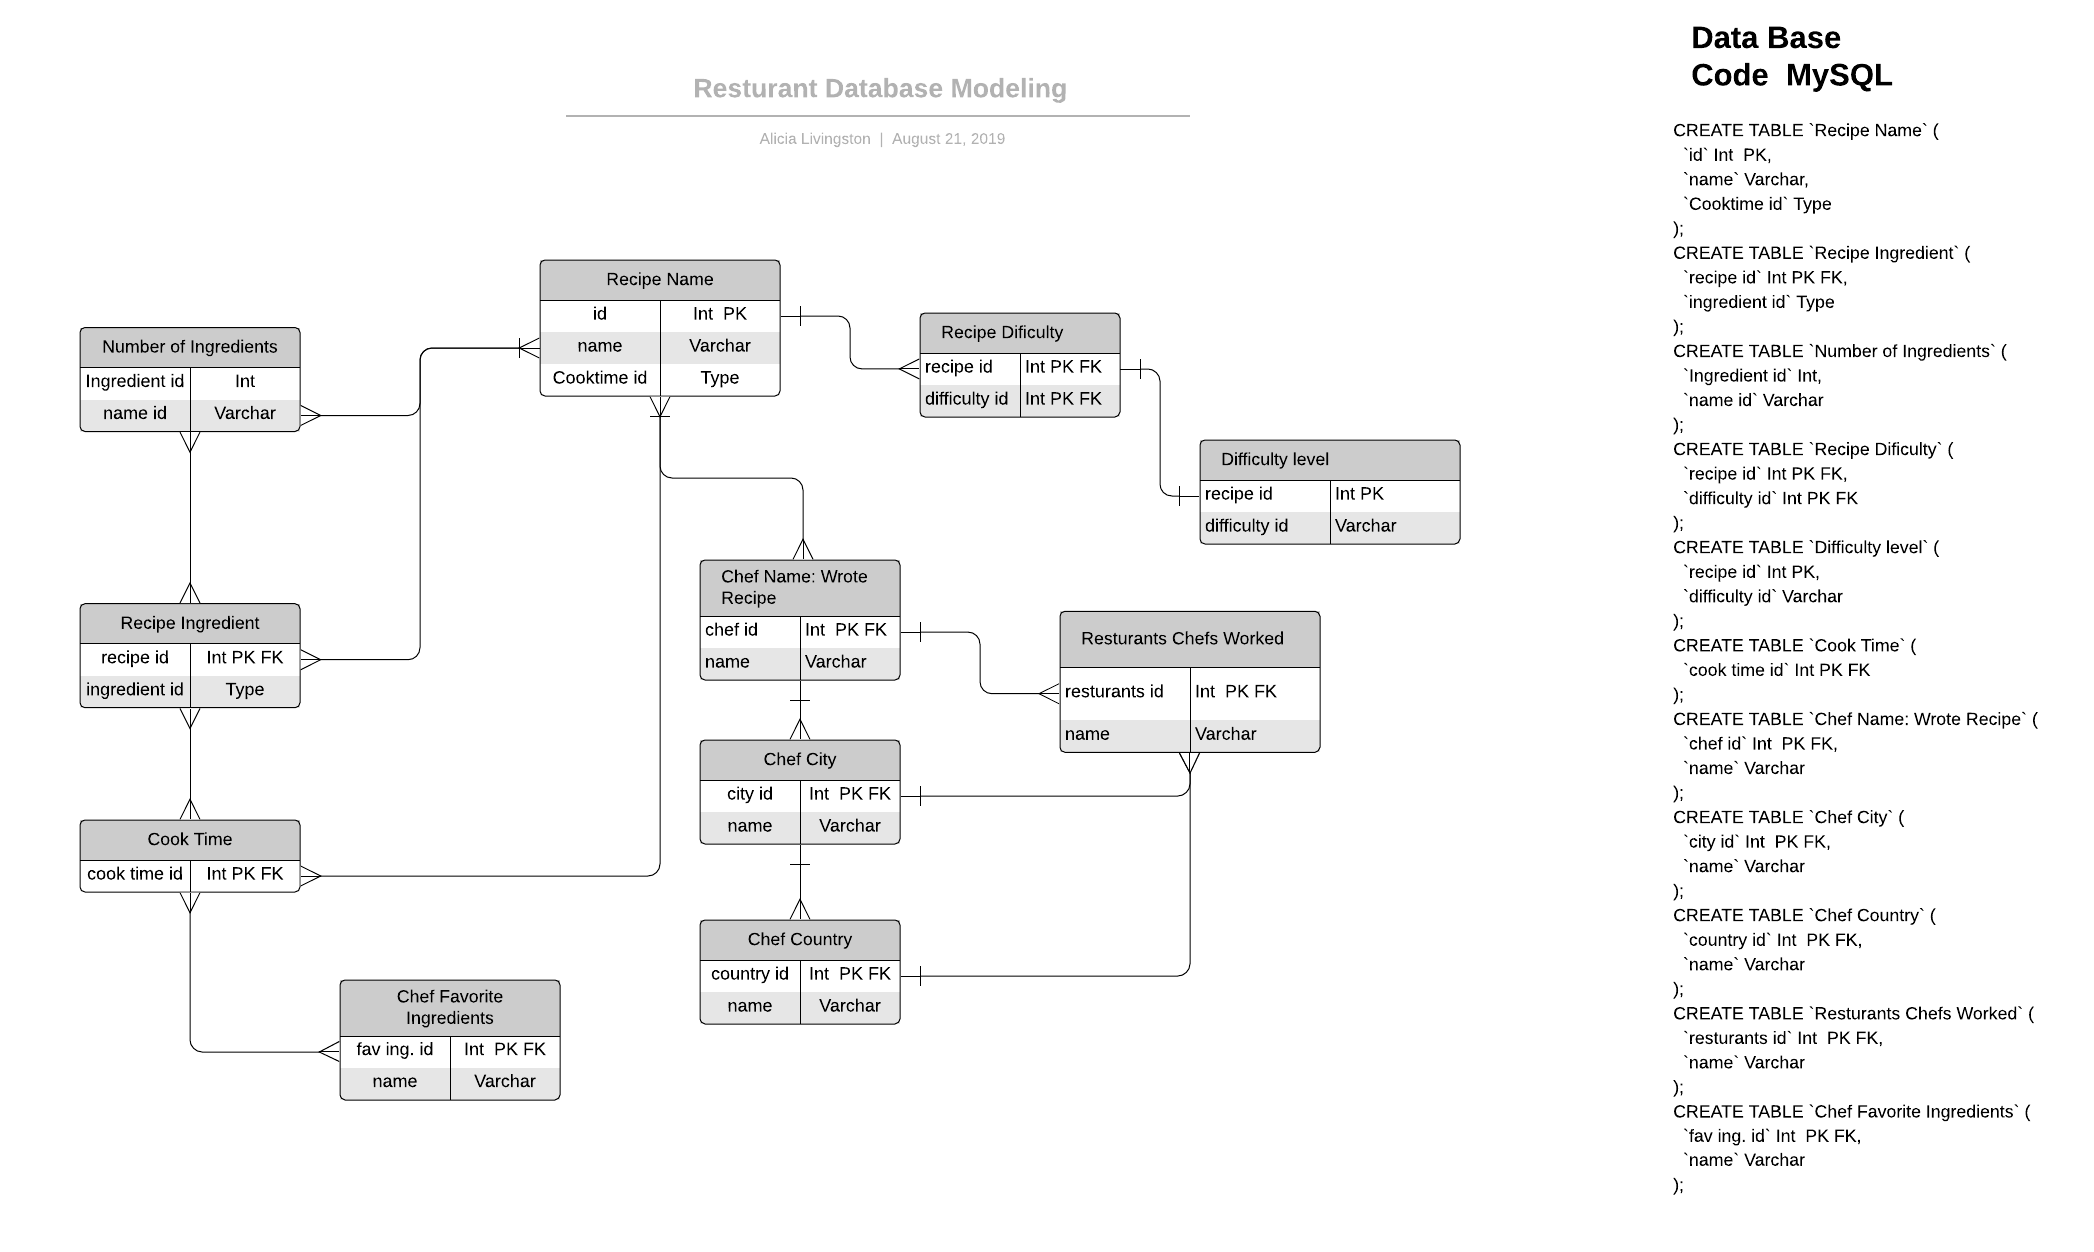 Resturant Database Modeling
Alicia Livingston | August 21, 2019
Recipe Name
id Int PK
name Varchar
Cooktime id Type
Number of Ingredients
Ingredient id Int
name id Varchar
Recipe Dificulty
recipe id Int PK FK
difficulty id Int PK FK
Difficulty level
recipe id Int PK
difficulty id Varchar
Recipe Ingredient
recipe id Int PK FK
ingredient id Type
Chef Name: Wrote
Recipe
chef id Int PK FK
name Varchar
Resturants Chefs Worked
resturants id Int PK FK
name Varchar
Chef City
city id Int PK FK
name Varchar
Cook Time
cook time id Int PK FK
Chef Country
country id Int PK FK
name Varchar
Chef Favorite
Ingredients
fav ing. id Int PK FK
name Varchar
Data Base
Code MySQL
CREATE TABLE `Recipe Name` (
`id` Int PK,
`name` Varchar,
`Cooktime id` Type
);
CREATE TABLE `Recipe Ingredient` (
`recipe id` Int PK FK,
`ingredient id` Type
);
CREATE TABLE `Number of Ingredients` (
`Ingredient id` Int,
`name id` Varchar
);
CREATE TABLE `Recipe Dificulty` (
`recipe id` Int PK FK,
`difficulty id` Int PK FK
);
CREATE TABLE `Difficulty level` (
`recipe id` Int PK,
`difficulty id` Varchar
);
CREATE TABLE `Cook Time` (
`cook time id` Int PK FK
);
CREATE TABLE `Chef Name: Wrote Recipe` (
`chef id` Int PK FK,
`name` Varchar
);
CREATE TABLE `Chef City` (
`city id` Int PK FK,
`name` Varchar
);
CREATE TABLE `Chef Country` (
`country id` Int PK FK,
`name` Varchar
);
CREATE TABLE `Resturants Chefs Worked` (
`resturants id` Int PK FK,
`name` Varchar
);
CREATE TABLE `Chef Favorite Ingredients` (
`fav ing. id` Int PK FK,
`name` Varchar
);